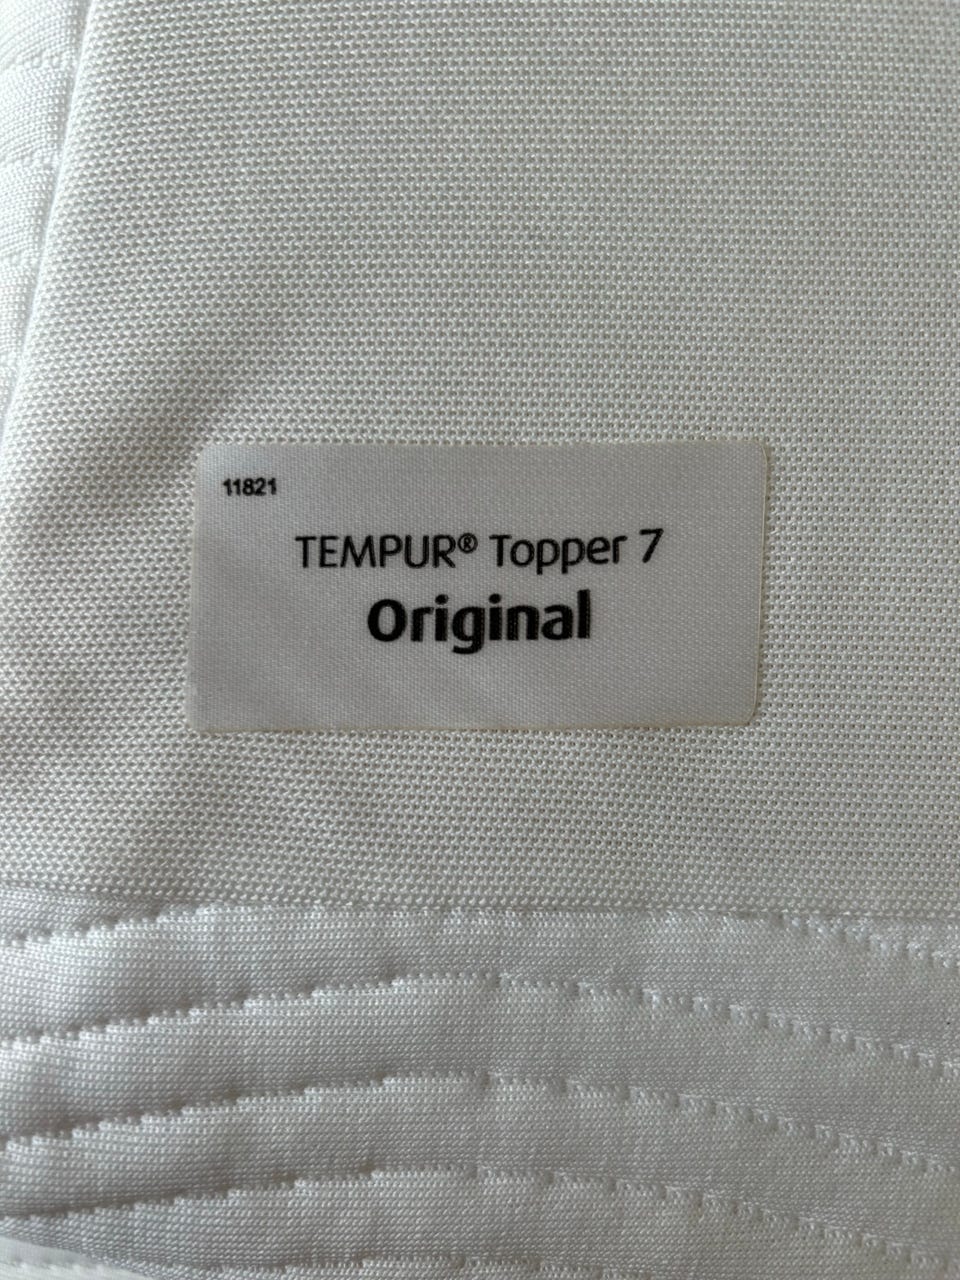 11821
TEMPUR® Topper 7
Original